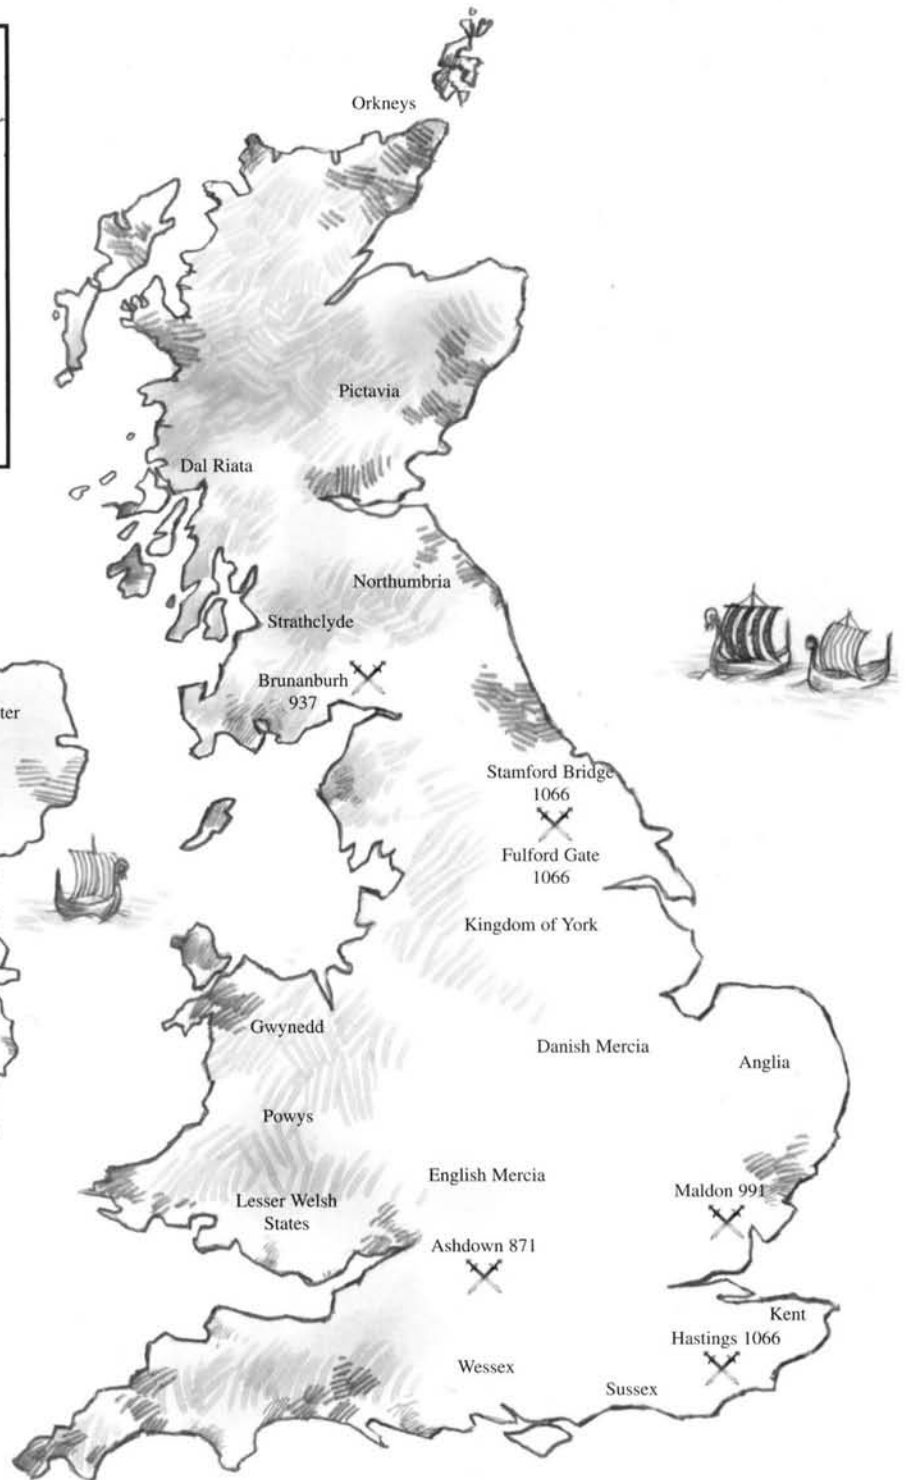 Orkneys
Pictavia
Dal Riata
Northumbria
Strathclyde
Brunanburh
937
ter
Stamford Bridge
1066
Fulford Gate
1066
Kingdom of York
Gwynedd
Danish Mercia
Anglia
Powys
English Mercia
Maldon 991
Lesser Welsh
States
Ashdown 871
Kent
Hastings 1066
Wessex
Sussex